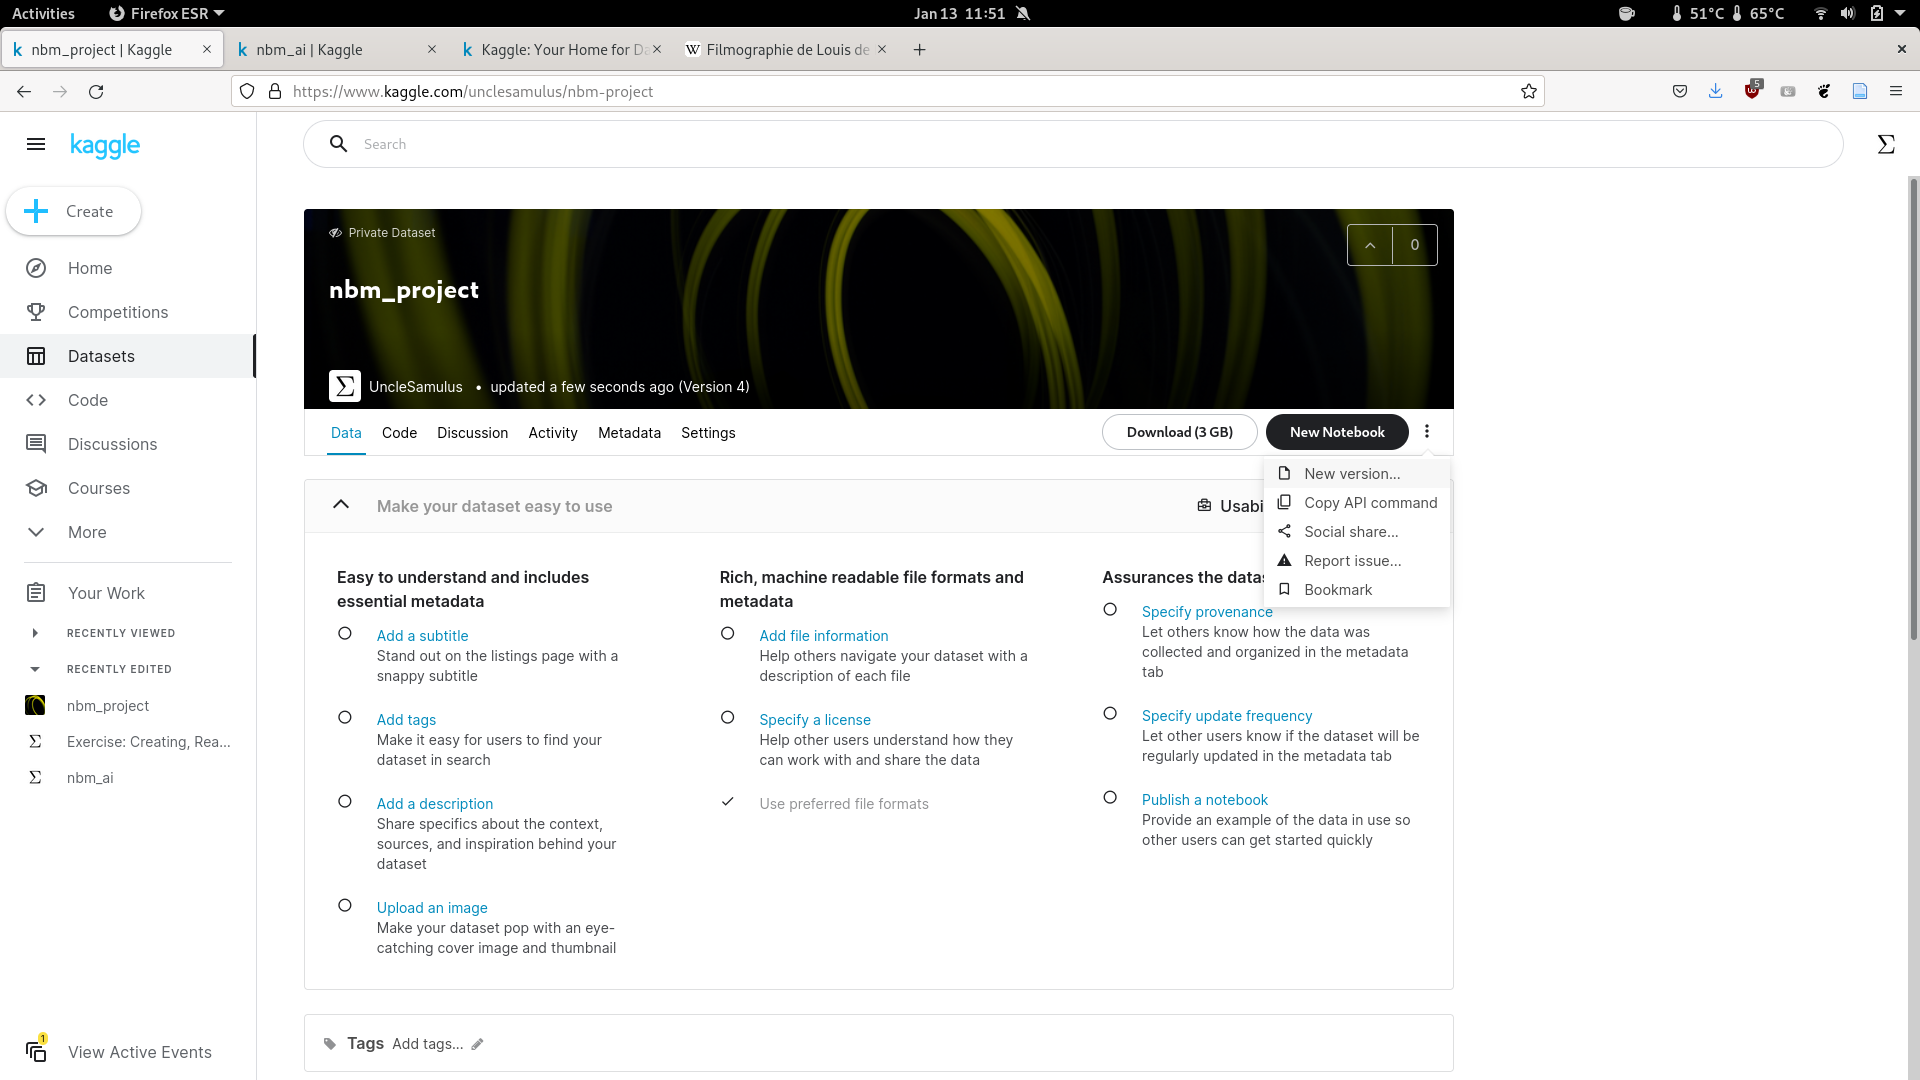 Activities
Firefox ESR
Jan 13 11:51
51°C
65°C
nbm_project | Kaggle
nbm_ai | Kaggle
Kaggle: Your Home for Da
W Filmographie de Louis de
https://www.kaggle.com/unclesamulus/nbm-project
5
kaggle
Search
Σ
Create
Home
Competitions
Datasets
Code
Discussions
Courses
More
Your Work
RECENTLY VIEWED
RECENTLY EDITED
nbm_project
Exercise: Creating, Rea...
nbm_ai
1
View Active Events
Private Dataset
0
nbm_project
UncleSamulus • updated a few seconds ago (Version 4)
Data
Code
Discussion
Activity
Metadata
Settings
Download (3 GB)
New Notebook
New version...
Copy API command
Social share...
Report issue...
Bookmark
Make your dataset easy to use
Usabi
Easy to understand and includes
essential metadata
Add a subtitle
Stand out on the listings page with a
snappy subtitle
Add tags
Make it easy for users to find your
dataset in search
Add a description
Share specifics about the context,
sources, and inspiration behind your
dataset
Upload an image
Make your dataset pop with an eye-
catching cover image and thumbnail
Rich, machine readable file formats and
metadata
Add file information
Help others navigate your dataset with a
description of each file
Specify a license
Help other users understand how they
can work with and share the data
Use preferred file formats
Assurances the datas
Specify provenance
Let others know how the data was
collected and organized in the metadata
tab
Specify update frequency
Let other users know if the dataset will be
regularly updated in the metadata tab
Publish a notebook
Provide an example of the data in use so
other users can get started quickly
Tags
Add tags...